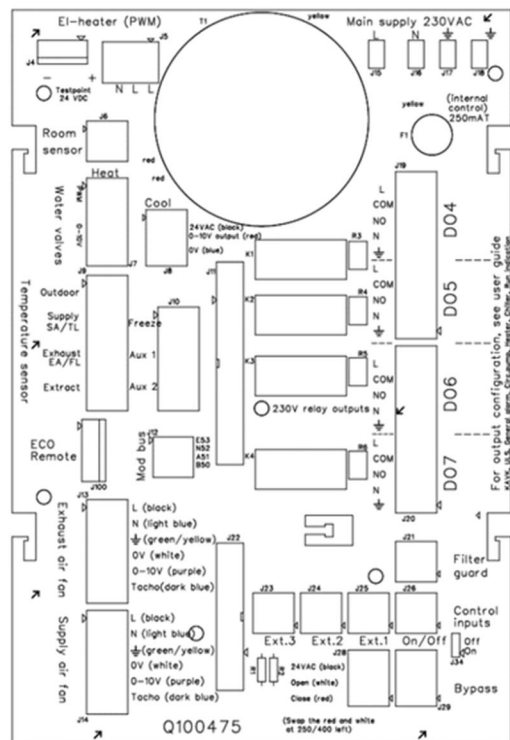 El-heater (PWM)
T1
yellow
Main supply 230VAC
J4
J5
L
N
J15
J16
J17
J18
- +
N L L
Testpoint
24 VDC
yellow
(internal
control)
250mAT
F1
J6
Room
sensor
red
red
Heat
Cool
Water
valves
PWM
0-10V
J7
J8
24VAC (black)
0-10V output (red)
0V (blue)
J19
L
COM
NO
N
DO4
K1
R3
J9
J10
J11
Temperature
sensor
Outdoor
Supply
SA/TL
Exhaust
EA/FL
Extract
Freeze
Aux 1
Aux 2
K2
R4
L
COM
NO
N
DO5
K3
R5
L
COM
NO
N
DO6
230V relay outputs
ECO
Remote
J100
J12
Mod bus
E53
N52
A51
B50
K4
R6
L
COM
NO
N
DO7
J20
For output configuration, see user guide
J13
Exhaust air
fan
L (black)
N (light blue)
(green/yellow)
0V (white)
0-10V (purple)
Tacho(dark blue)
J22
J21
Filter
guard
J23
J24
J25
J26
Ext.3
Ext.2
Ext.1
On/Off
Control
inputs
Off
On
J34
Supply air
fan
L (black)
N (light blue)
(green/yellow)
0V (white)
0-10V (purple)
Tacho (dark blue)
J14
R1
R2
24VAC (black)
Open (white)
Close (red)
J28
J29
Bypass
Q100475
(Swap the red and white
at 250/400 left)